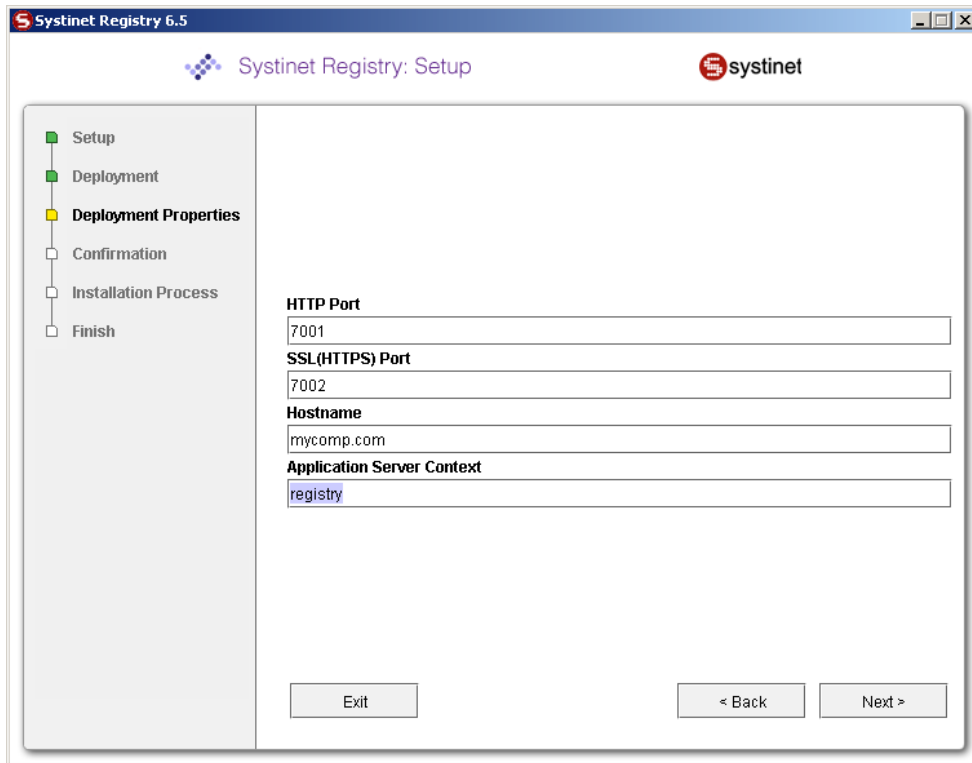 Systinet Registry 6.5
Systinet Registry: Setup
systinet
Setup
Deployment
Deployment Properties
Confirmation
Installation Process
Finish
HTTP Port
7001
SSL(HTTPS) Port
7002
Hostname
mycomp.com
Application Server Context
registry
Exit
< Back
Next >